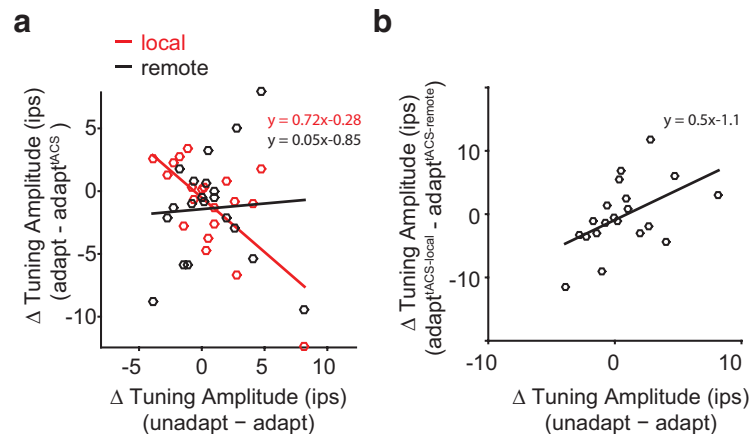 a
local
remote
Δ Tuning Amplitude (ips)
(adapt - adapt^tACS)
5
0
-5
-10
y = 0.72x-0.28
y = 0.05x-0.85
-5
0
5
10
Δ Tuning Amplitude (ips)
(unadapt − adapt)
b
Δ Tuning Amplitude (ips)
(adapt^tACS-local - adapt^tACS-remote)
10
0
-10
y = 0.5x-1.1
-10
0
10
Δ Tuning Amplitude (ips)
(unadapt − adapt)